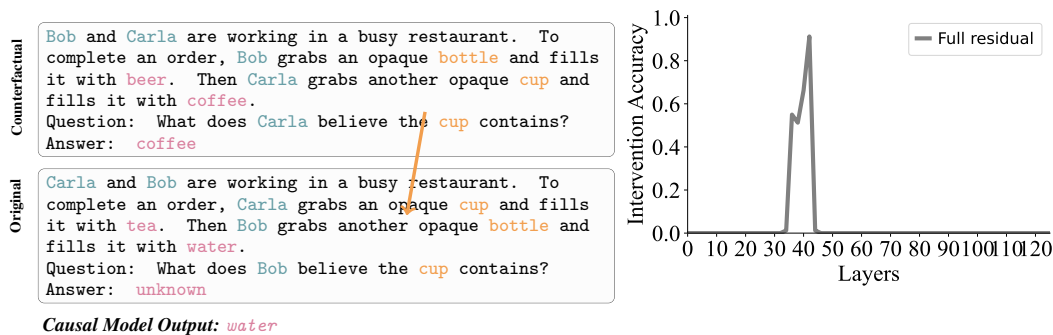 Counterfactual
Bob and Carla are working in a busy restaurant. To
complete an order, Bob grabs an opaque bottle and fills
it with beer. Then Carla grabs another opaque cup and
fills it with coffee.
Question: What does Carla believe the cup contains?
Answer: coffee
Original
Carla and Bob are working in a busy restaurant. To
complete an order, Carla grabs an opaque cup and fills
it with tea. Then Bob grabs another opaque bottle and
fills it with water.
Question: What does Bob believe the cup contains?
Answer: unknown
Causal Model Output: water
Intervention Accuracy
1.0
0.8
0.6
0.4
0.2
0.0
Full residual
0 10 20 30 40 50 60 70 80 90 100 110 120
Layers